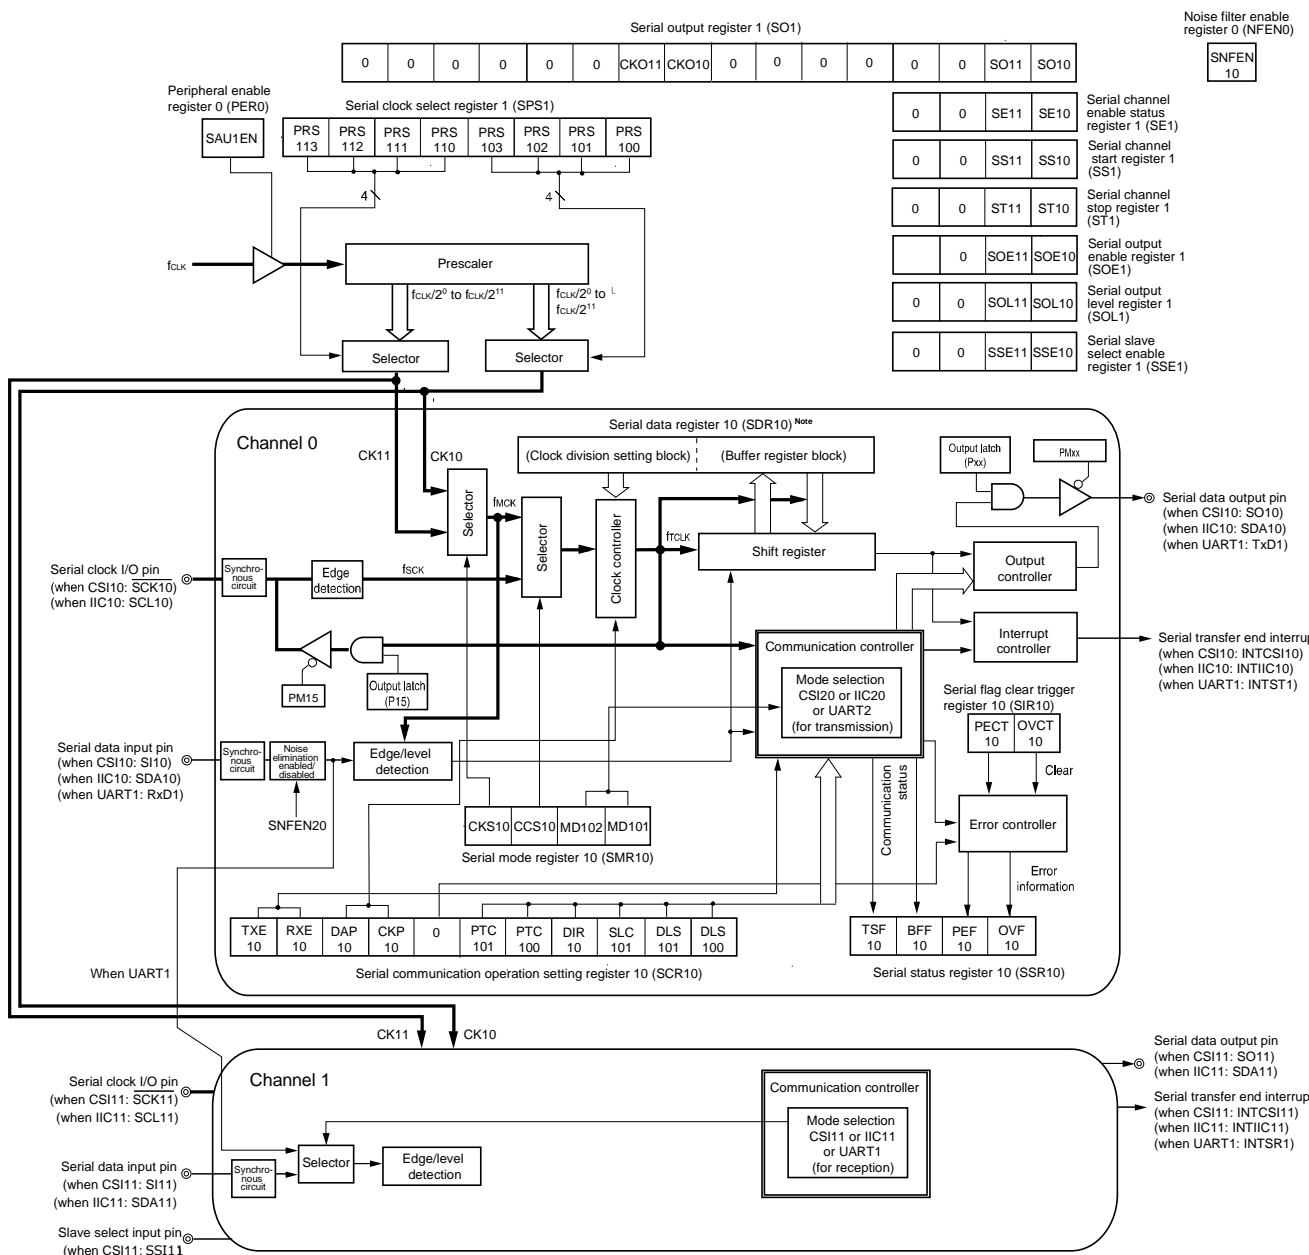 Serial output register 1 (SO1)
0 0 0 0 0 0 CKO11 CKO10 0 0 0 0 0 0 SO11 SO10
Noise filter enable
register 0 (NFEN0)
SNFEN
10
Peripheral enable
register 0 (PER0)
SAU1EN
Serial clock select register 1 (SPS1)
PRS PRS PRS PRS PRS PRS PRS PRS
113 112 111 110 103 102 101 100
4
4
0 0 SE11 SE10
Serial channel
enable status
register 1 (SE1)
0 0 SS11 SS10
Serial channel
start register 1
(SS1)
0 0 ST11 ST10
Serial channel
stop register 1
(ST1)
0 SOE11 SOE10
Serial output
enable register 1
(SOE1)
0 0 SOL11 SOL10
Serial output
level register 1
(SOL1)
0 0 SSE11 SSE10
Serial slave
select enable
register 1 (SSE1)
fCLK
Prescaler
fCLK/2⁰ to fCLK/2¹¹
fCLK/2⁰ to
fCLK/2¹¹
Selector
Selector
Channel 0
CK11
CK10
Serial data register 10 (SDR10) Note
(Clock division setting block)
(Buffer register block)
Output latch
(Pxx)
PMxx
Serial data output pin
(when CSI10: SO10)
(when IIC10: SDA10)
(when UART1: TxD1)
Selector
fMCK
Selector
Clock controller
fTCLK
Shift register
Output
controller
Serial clock I/O pin
(when CSI10: SCK10)
(when IIC10: SCL10)
Synchro-
nous
circuit
Edge
detection
fSCK
Interrupt
controller
Serial transfer end interrup
(when CSI10: INTCSI10)
(when IIC10: INTIIC10)
(when UART1: INTST1)
Communication controller
Mode selection
CSI20 or IIC20
or UART2
(for transmission)
PM15
Output latch
(P15)
Serial flag clear trigger
register 10 (SIR10)
PECT OVCT
10 10
Clear
Serial data input pin
(when CSI10: SI10)
(when IIC10: SDA10)
(when UART1: RxD1)
Synchro-
nous
circuit
Noise
elimination
enabled/
disabled
SNFEN20
Edge/level
detection
Communication
status
Error controller
Error
information
CKS10 CCS10 MD102 MD101
Serial mode register 10 (SMR10)
TXE RXE DAP CKP 0 PTC PTC DIR SLC DLS DLS
10 10 10 10 101 100 10 101 101 100
Serial communication operation setting register 10 (SCR10)
TSF BFF PEF OVF
10 10 10 10
Serial status register 10 (SSR10)
When UART1
CK11
CK10
Channel 1
Serial clock I/O pin
(when CSI11: SCK11)
(when IIC11: SCL11)
Serial data input pin
(when CSI11: SI11)
(when IIC11: SDA11)
Synchro-
nous
circuit
Selector
Edge/level
detection
Communication controller
Mode selection
CSI11 or IIC11
or UART1
(for reception)
Serial data output pin
(when CSI11: SO11)
(when IIC11: SDA11)
Serial transfer end interrup
(when CSI11: INTCSI11)
(when IIC11: INTIIC11)
(when UART1: INTSR1)
Slave select input pin
(when CSI11: SSI11